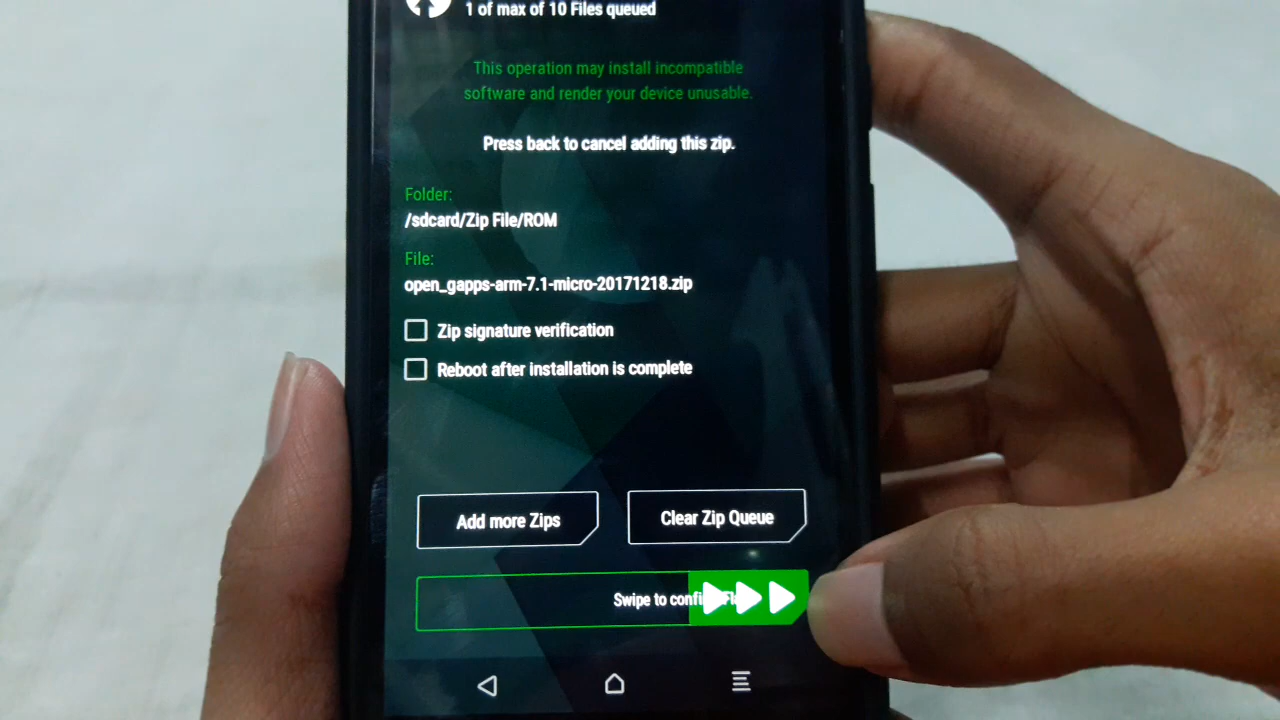 1 of max of 10 Files queued
This operation may install incompatible
software and render your device unusable.
Press back to cancel adding this zip.
Folder:
/sdcard/Zip File/ROM
File:
open_gapps-arm-7.1-micro-20171218.zip
Zip signature verification
Reboot after installation is complete
Add more Zips
Clear Zip Queue
Swipe to